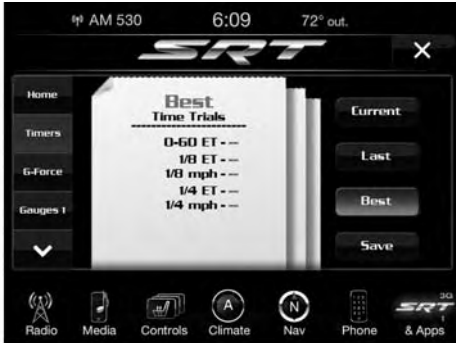 AM 530 6:09 72° out.
SRT
Home
Timers
G-Force
Gauges 1
Best
Time Trials
0-60 ET - --
1/8 ET - --
1/8 mph - --
1/4 ET - --
1/4 mph - --
Current
Last
Best
Save
A N 3G
SRT
Radio Media Controls Climate Nav Phone & Apps